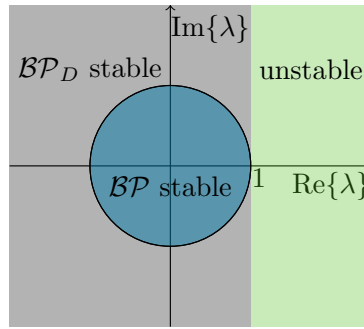 Im{λ}
𝓑𝓟_D stable
unstable
𝓑𝓟 stable
1
Re{λ}